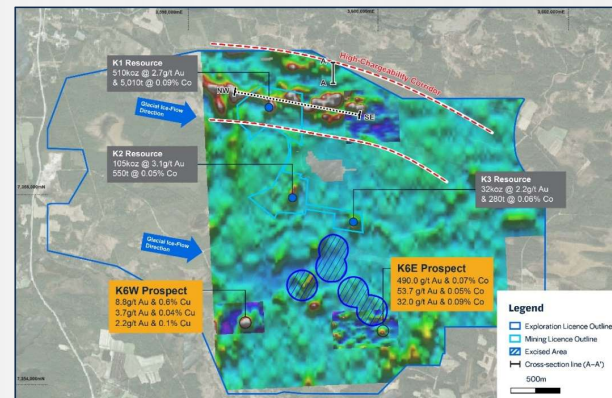 High-Chargeability Corridor
A'
A
K1 Resource
510koz @ 2.7g/t Au
& 5,010t @ 0.09% Co
NW
SE
Glacial Ice-Flow
Direction
K2 Resource
105koz @ 3.1g/t Au
550t @ 0.05% Co
K3 Resource
32koz @ 2.2g/t Au
& 280t @ 0.06% Co
Glacial Ice-Flow
Direction
K6W Prospect
8.8g/t Au & 0.6% Cu
3.7g/t Au & 0.04% Cu
2.2g/t Au & 0.1% Cu
K6E Prospect
490.0 g/t Au & 0.07% Co
53.7 g/t Au & 0.05% Co
32.0 g/t Au & 0.09% Co
Legend
Exploration Licence Outline
Mining Licence Outline
Excised Area
Cross-section line (A–A')
500m